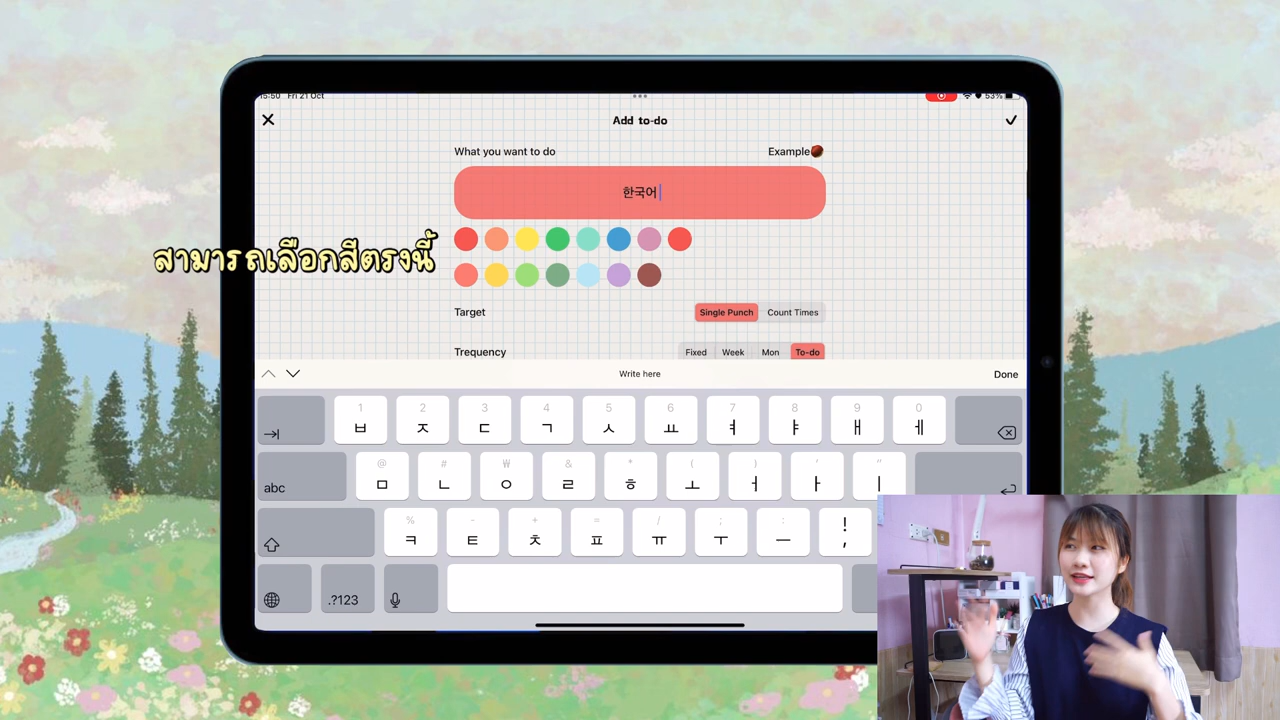 15:50 Fri 21 Oct
53%
Add to-do
What you want to do
Example
한국어
สามารถเลือกสีตรงนี้
Target
Single Punch
Count Times
Trequency
Fixed
Week
Mon
To-do
Write here
Done
1 2 3 4 5 6 7 8 9 0
ㅂ ㅈ ㄷ ㄱ ㅅ ㅛ ㅕ ㅑ ㅐ ㅔ
@ # ₩ & * ( ) ' "
abc ㅁ ㄴ ㅇ ㄹ ㅎ ㅗ ㅓ ㅏ ㅣ
% - + = / ; : !
ㅋ ㅌ ㅊ ㅍ ㅠ ㅜ ㅡ ,
.?123